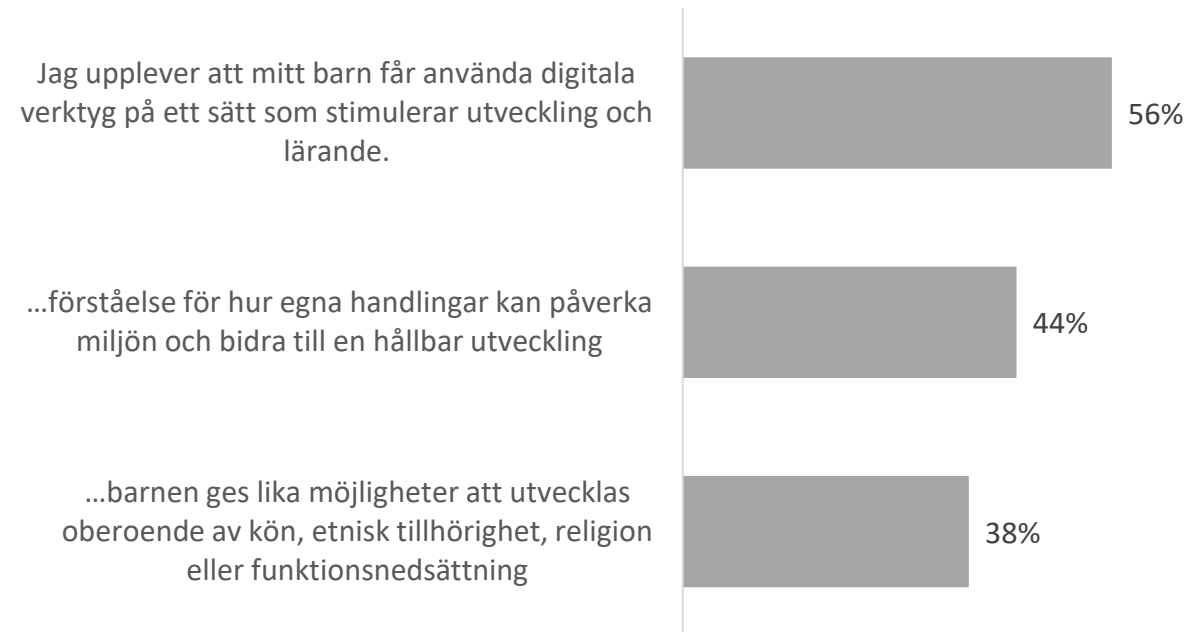 Jag upplever att mitt barn får använda digitala
verktyg på ett sätt som stimulerar utveckling och
lärande.
56%
…förståelse för hur egna handlingar kan påverka
miljön och bidra till en hållbar utveckling
44%
…barnen ges lika möjligheter att utvecklas
oberoende av kön, etnisk tillhörighet, religion
eller funktionsnedsättning
38%